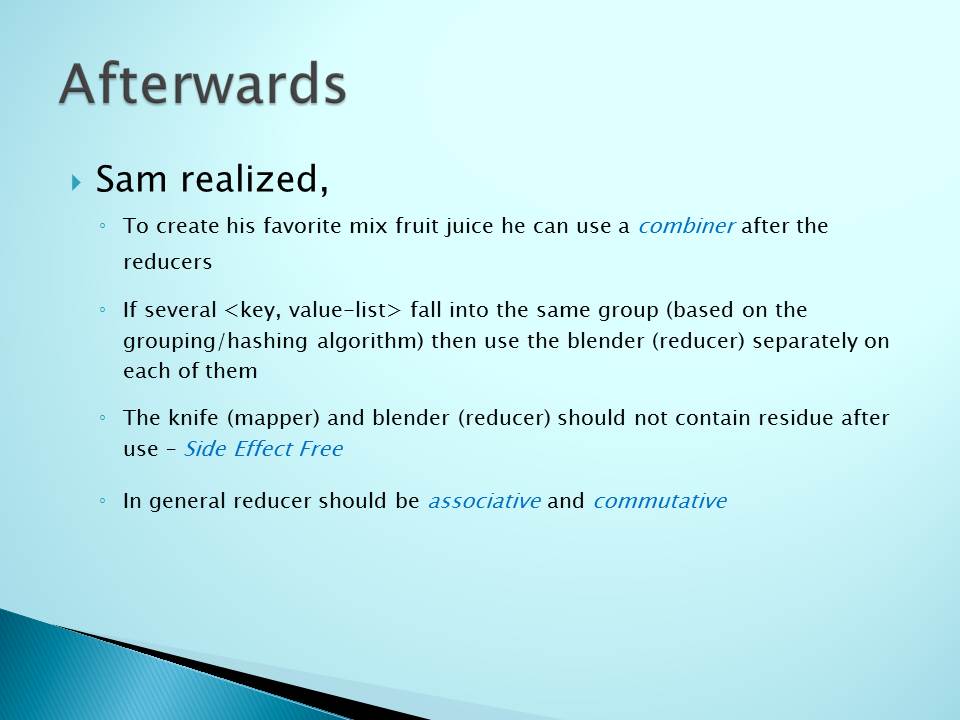 Afterwards
Sam realized,
To create his favorite mix fruit juice he can use a combiner after the
reducers
If several <key, value-list> fall into the same group (based on the
grouping/hashing algorithm) then use the blender (reducer) separately on
each of them
The knife (mapper) and blender (reducer) should not contain residue after
use – Side Effect Free
In general reducer should be associative and commutative